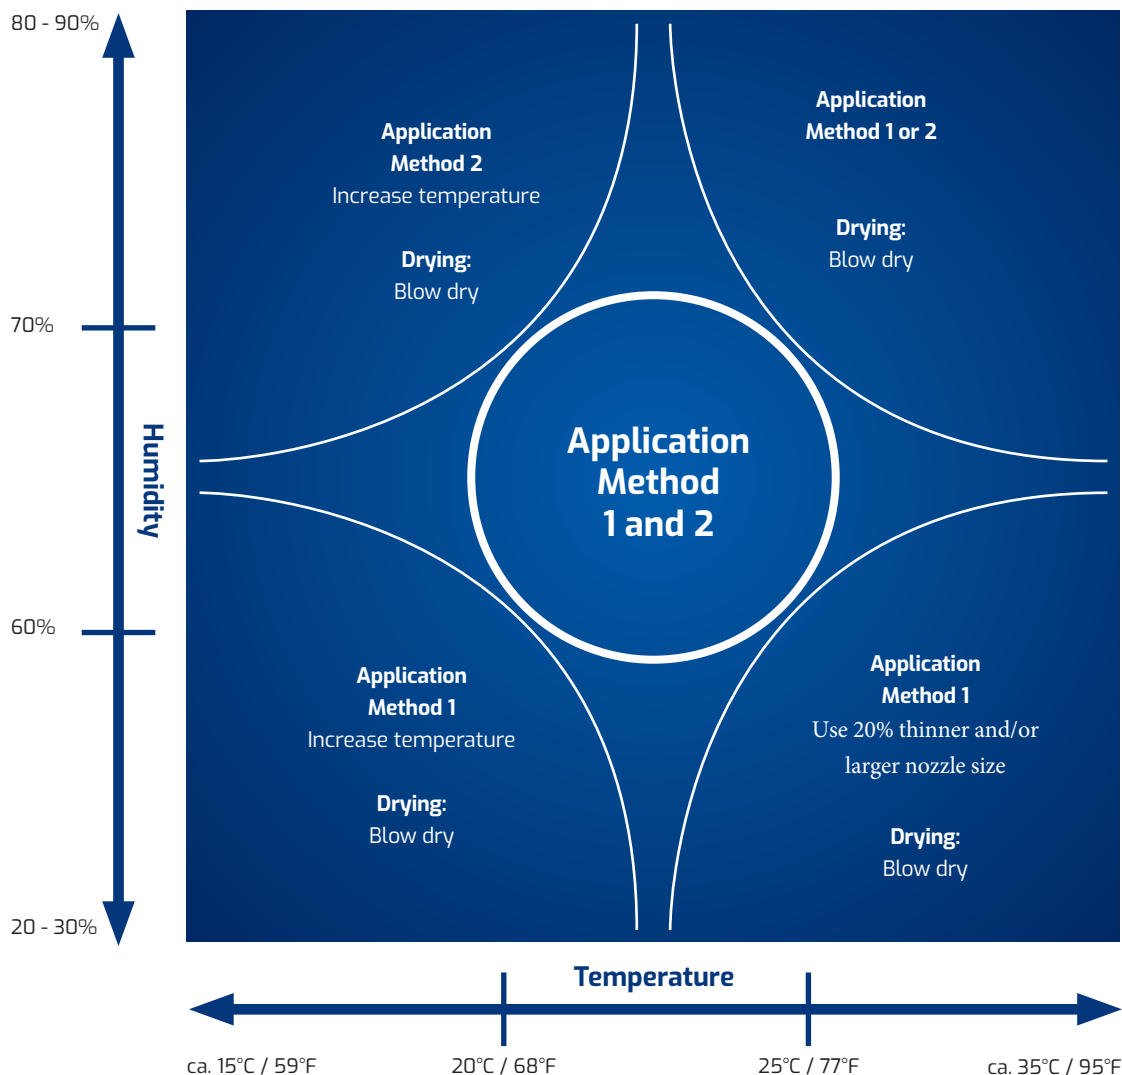 80 - 90%
Application
Method 2
Increase temperature
Drying:
Blow dry
Application
Method 1 or 2
Drying:
Blow dry
70%
Humidity
Application
Method
1 and 2
60%
Application
Method 1
Increase temperature
Drying:
Blow dry
Application
Method 1
Use 20% thinner and/or
larger nozzle size
Drying:
Blow dry
20 - 30%
Temperature
ca. 15°C / 59°F
20°C / 68°F
25°C / 77°F
ca. 35°C / 95°F